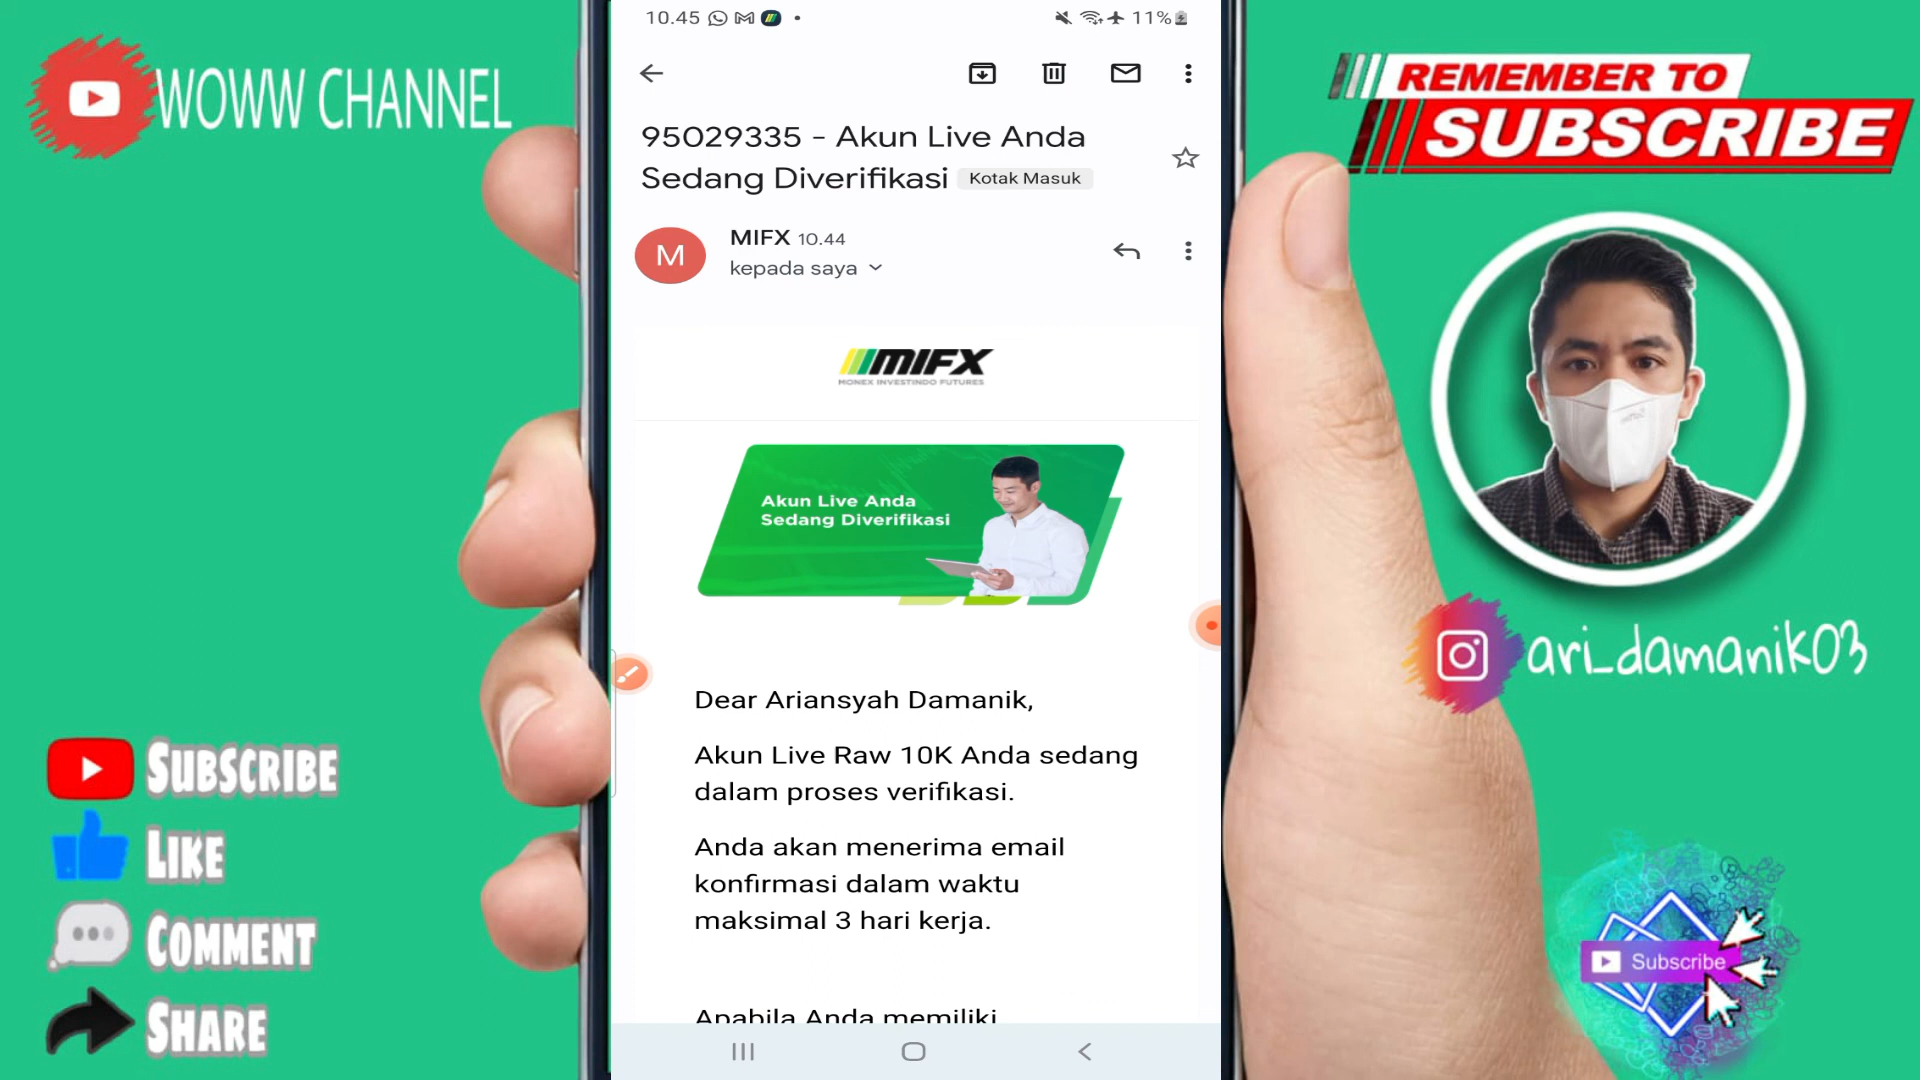 WOWW CHANNEL
10.45
11%
95029335 - Akun Live Anda
Sedang Diverifikasi
Kotak Masuk
M
MIFX 10.44
kepada saya
MIFX
MONEX INVESTINDO FUTURES
Akun Live Anda
Sedang Diverifikasi
Dear Ariansyah Damanik,
Akun Live Raw 10K Anda sedang
dalam proses verifikasi.
Anda akan menerima email
konfirmasi dalam waktu
maksimal 3 hari kerja.
Apabila Anda memiliki
SUBSCRIBE
LIKE
COMMENT
SHARE
REMEMBER TO
SUBSCRIBE
ari_damanik03
Subscribe